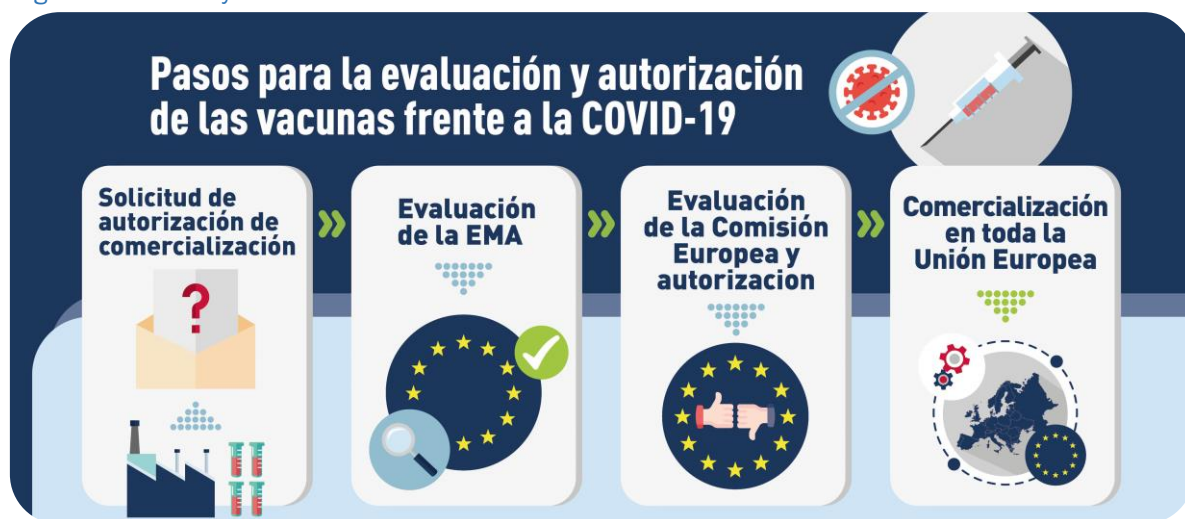 Pasos para la evaluación y autorización
de las vacunas frente a la COVID-19
Solicitud de
autorización de
comercialización
Evaluación
de la EMA
Evaluación
de la Comisión
Europea y
autorizacion
Comercialización
en toda la
Unión Europea